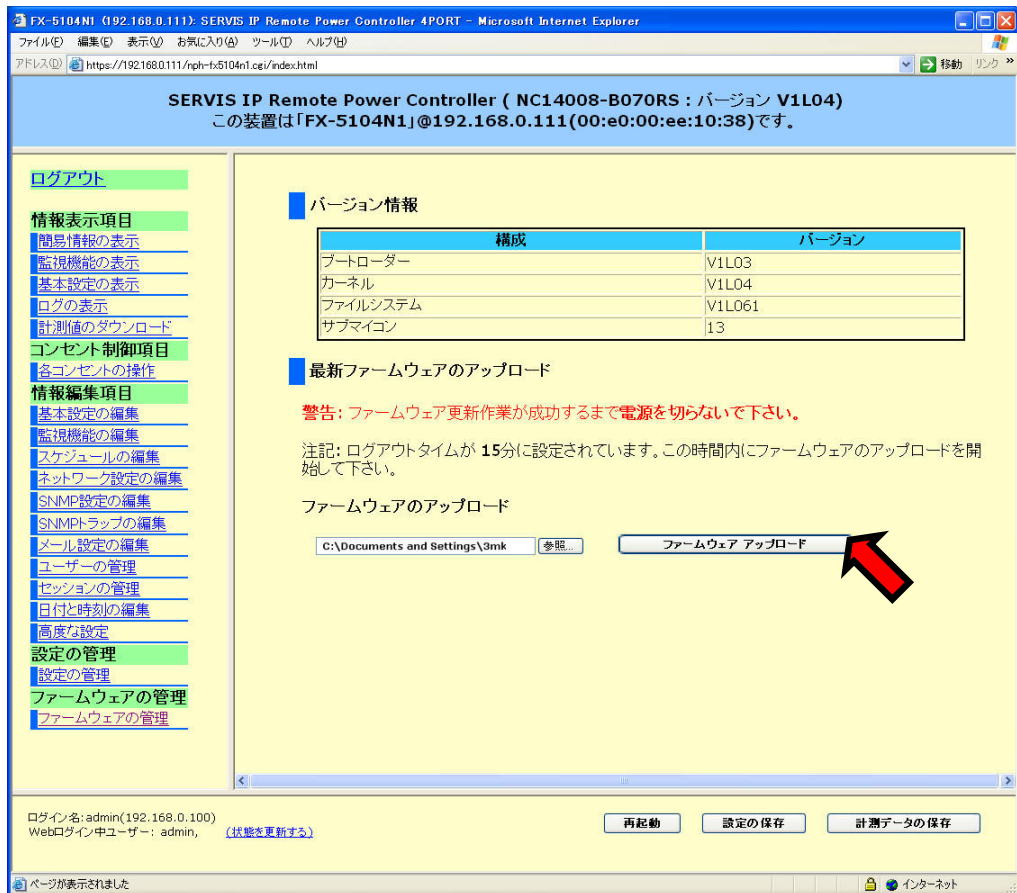 FX-5104N1 (192.168.0.111): SERVIS IP Remote Power Controller 4PORT - Microsoft Internet Explorer
ファイル(F) 編集(E) 表示(V) お気に入り(A) ツール(T) ヘルプ(H)
アドレス(D) https://192.168.0.111/nph-fx5104n1.cgi/index.html 移動 リンク »
SERVIS IP Remote Power Controller ( NC14008-B070RS : バージョン V1L04)
この装置は「FX-5104N1」@192.168.0.111(00:e0:00:ee:10:38)です。
ログアウト
情報表示項目
簡易情報の表示
監視機能の表示
基本設定の表示
ログの表示
計測値のダウンロード
コンセント制御項目
各コンセントの操作
情報編集項目
基本設定の編集
監視機能の編集
スケジュールの編集
ネットワーク設定の編集
SNMP設定の編集
SNMPトラップの編集
メール設定の編集
ユーザーの管理
セッションの管理
日付と時刻の編集
高度な設定
設定の管理
設定の管理
ファームウェアの管理
ファームウェアの管理
バージョン情報
構成 バージョン
ブートローダー V1L03
カーネル V1L04
ファイルシステム V1L061
サブマイコン 13
最新ファームウェアのアップロード
警告: ファームウェア更新作業が成功するまで電源を切らないで下さい。
注記: ログアウトタイムが 15分に設定されています。この時間内にファームウェアのアップロードを開
始して下さい。
ファームウェアのアップロード
C:\Documents and Settings\3mk 参照... ファームウェア アップロード
ログイン名:admin(192.168.0.100)
Webログイン中ユーザー: admin, (状態を更新する)
再起動 設定の保存 計測データの保存
ページが表示されました インターネット